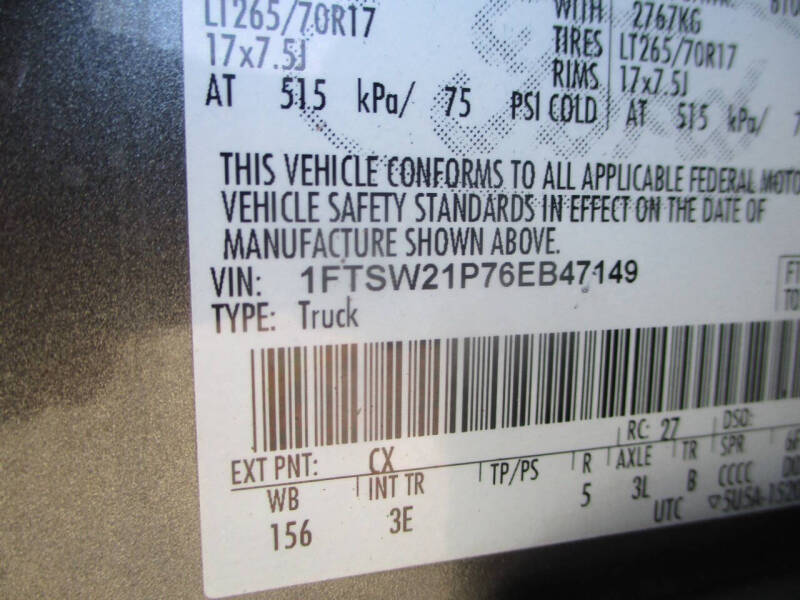 LT265/70R17 WITH 2767KG
17x7.5J TIRES LT265/70R17
RIMS 17x7.5J
AT 515 kPa/ 75 PSI COLD AT 515 kPa/
THIS VEHICLE CONFORMS TO ALL APPLICABLE FEDERAL MOTO
VEHICLE SAFETY STANDARDS IN EFFECT ON THE DATE OF
MANUFACTURE SHOWN ABOVE.
VIN: 1FTSW21P76EB47149
TYPE: Truck
RC: 27 DSO:
EXT PNT: CX
WB INT TR TP/PS R AXLE TR SPR
156 3E 5 3L B CCCC
UTC